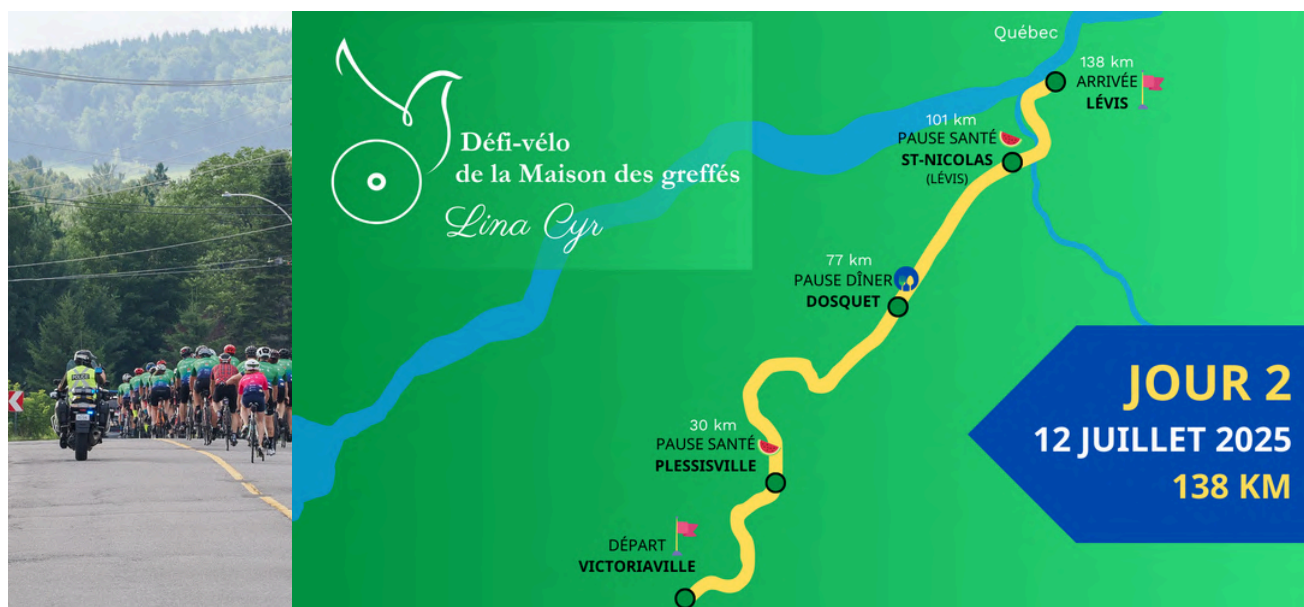 Défi-vélo
de la Maison des greffés
Lina Cyr
Québec
138 km
ARRIVÉE
LÉVIS
101 km
PAUSE SANTÉ
ST-NICOLAS
(LÉVIS)
77 km
PAUSE DÎNER
DOSQUET
30 km
PAUSE SANTÉ
PLESSISVILLE
DÉPART
VICTORIAVILLE
JOUR 2
12 JUILLET 2025
138 KM
POLICE